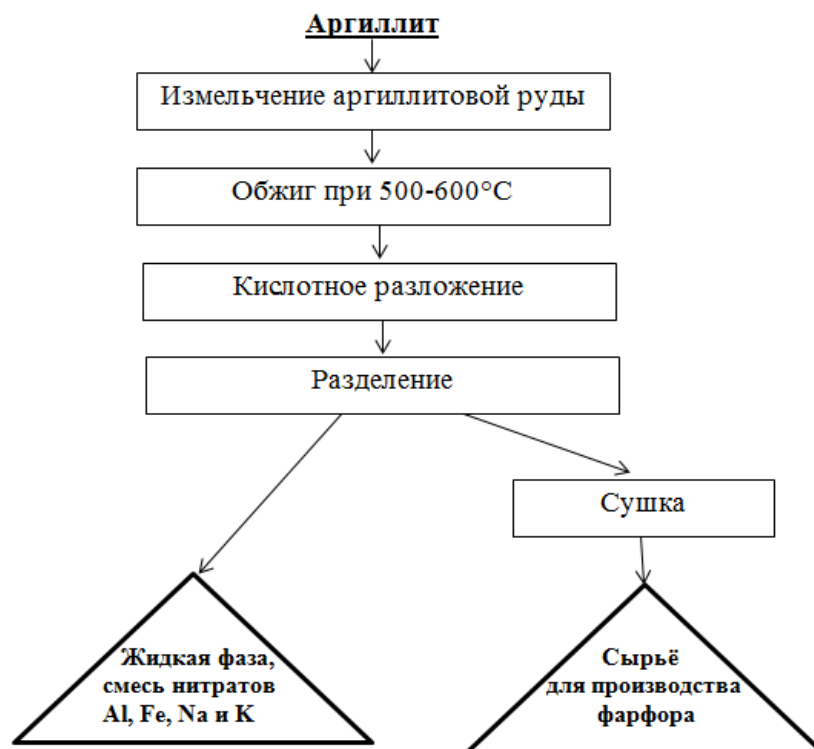 Аргиллит
Измельчение аргиллитовой руды
Обжиг при 500-600°C
Кислотное разложение
Разделение
Сушка
Жидкая фаза,
смесь нитратов
Al, Fe, Na и K
Сырьё
для производства
фарфора